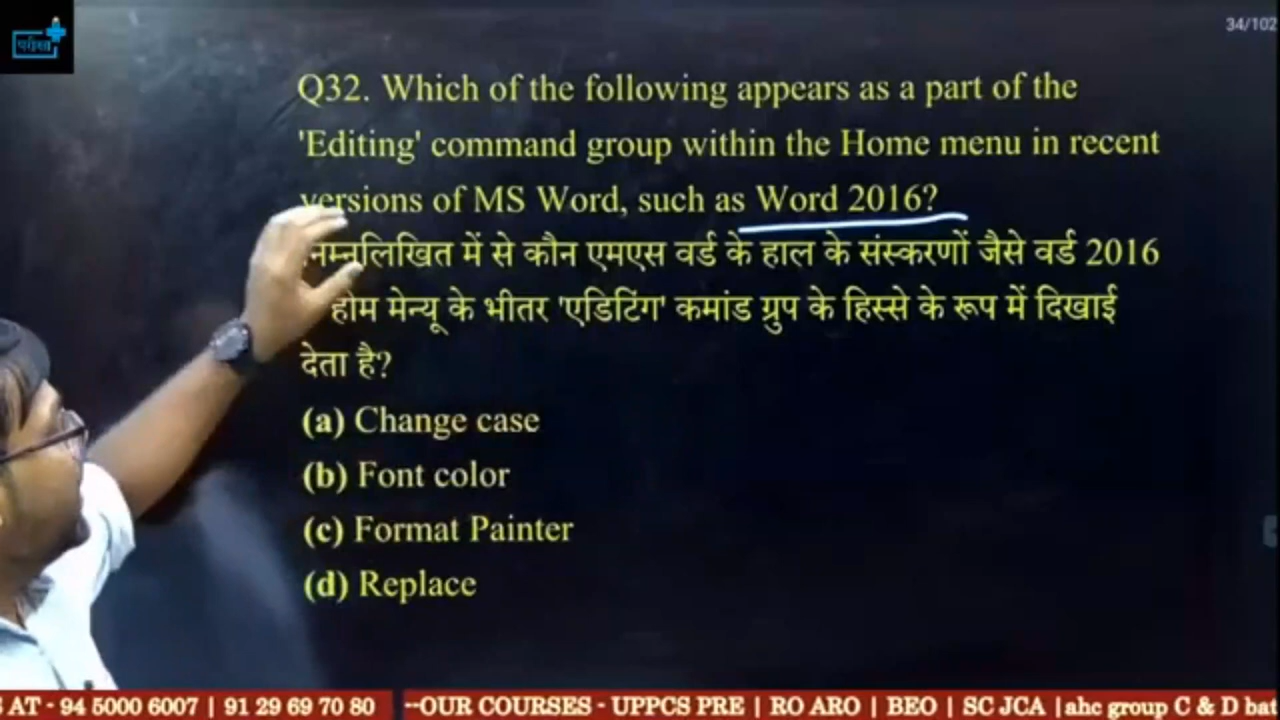 परीक्षा
34/102
Q32. Which of the following appears as a part of the
'Editing' command group within the Home menu in recent
versions of MS Word, such as Word 2016?
निम्नलिखित में से कौन एमएस वर्ड के हाल के संस्करणों जैसे वर्ड 2016
होम मेन्यू के भीतर 'एडिटिंग' कमांड ग्रुप के हिस्से के रूप में दिखाई
देता है?
(a) Change case
(b) Font color
(c) Format Painter
(d) Replace
AT - 94 5000 6007 | 91 29 69 70 80 --OUR COURSES - UPPCS PRE | RO ARO | BEO | SC JCA |ahc group C & D bat